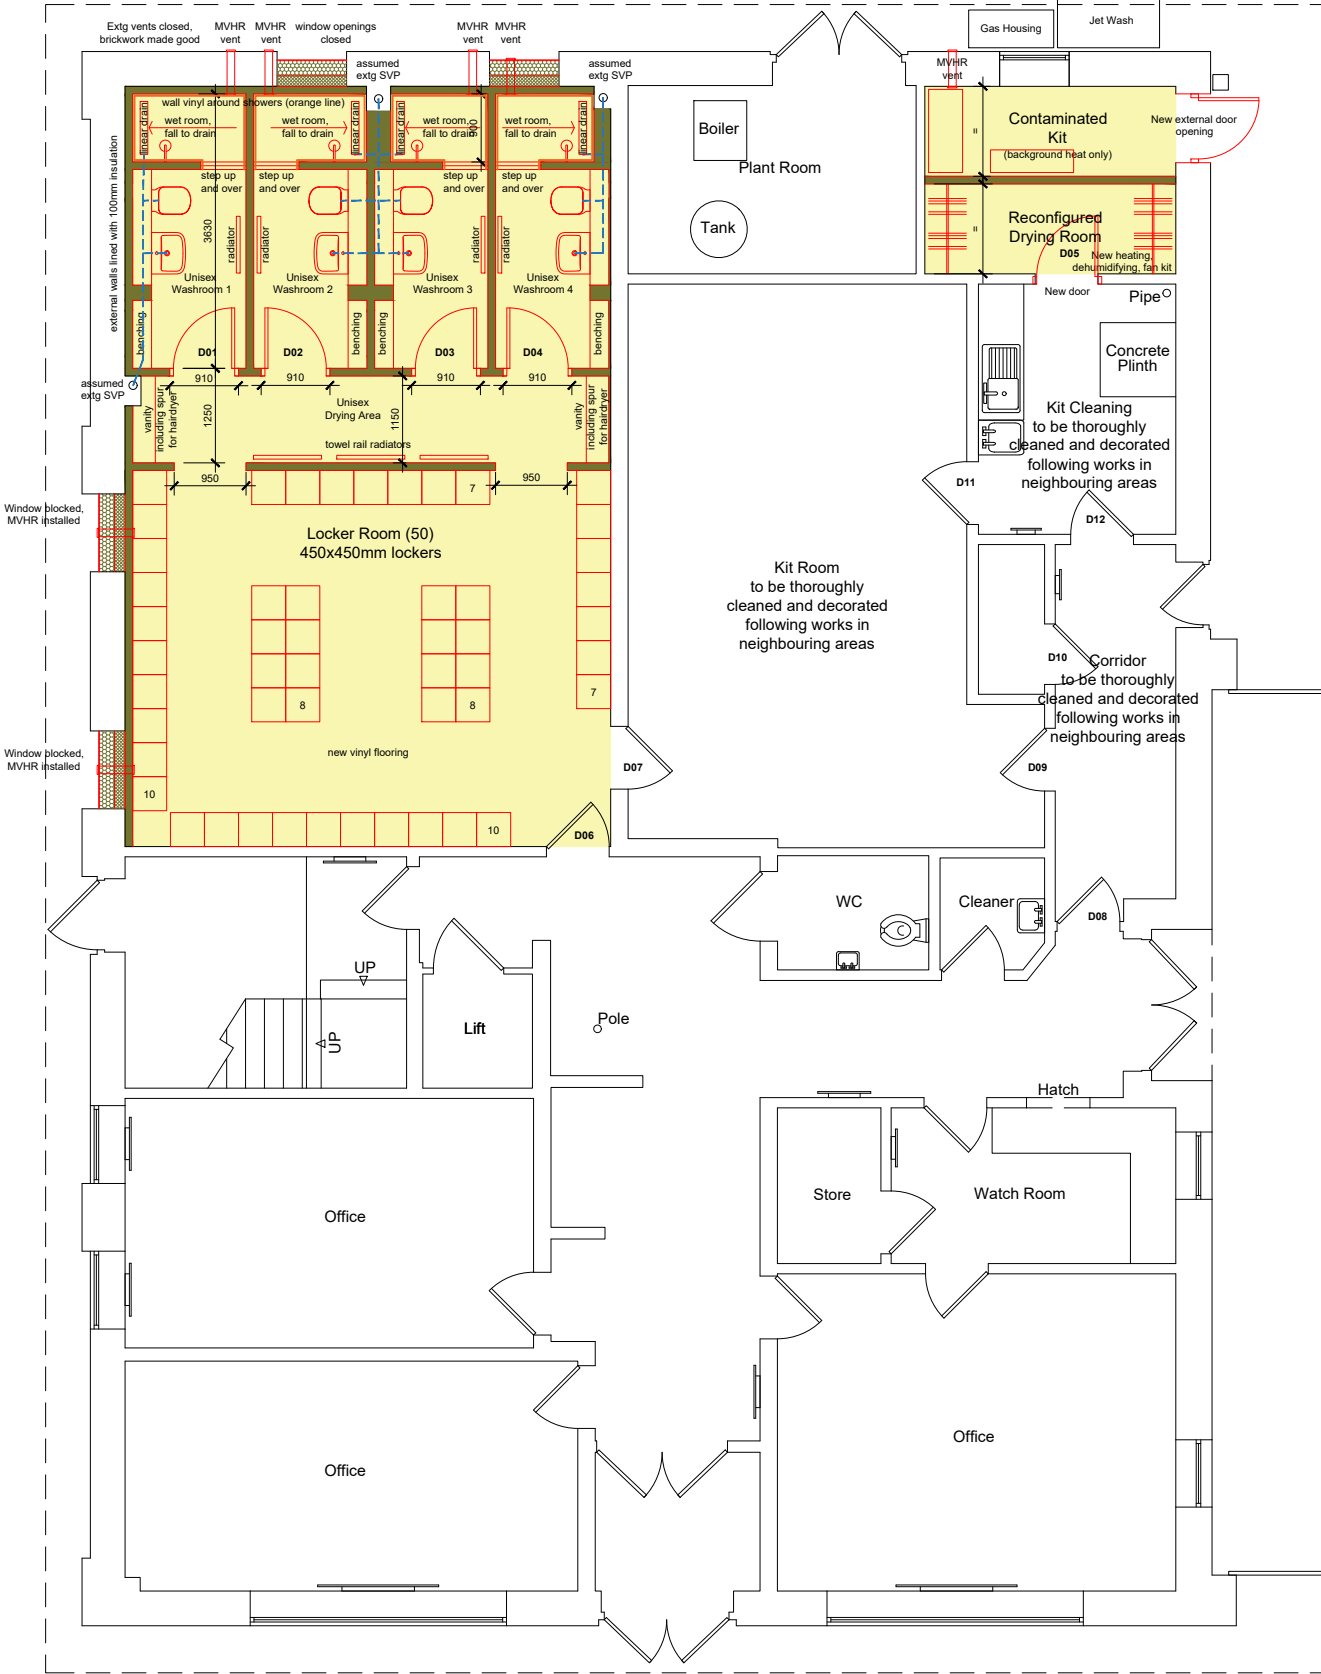 Extg vents closed,
brickwork made good
MVHR
vent
MVHR
vent
window openings
closed
assumed
extg SVP
MVHR
vent
MVHR
vent
assumed
extg SVP
Gas Housing
Jet Wash
MVHR
vent
wall vinyl around showers (orange line)
linear drain
wet room,
fall to drain
wet room,
fall to drain
linear drain
linear drain
wet room,
fall to drain
900
wet room,
fall to drain
linear drain
step up
and over
step up
and over
step up
and over
step up
and over
external walls lined with 100mm insulation
3630
radiator
radiator
radiator
radiator
Unisex
Washroom 1
Unisex
Washroom 2
Unisex
Washroom 3
Unisex
Washroom 4
benching
benching
benching
benching
D01
D02
D03
D04
910
910
910
910
assumed
extg SVP
vanity
including spur
for hairdryer
1250
Unisex
Drying Area
1150
vanity
including spur
for hairdryer
towel rail radiators
950
950
7
Window blocked,
MVHR installed
Locker Room (50)
450x450mm lockers
8
8
7
new vinyl flooring
Window blocked,
MVHR installed
10
10
D06
D07
Boiler
Plant Room
Tank
=
Contaminated
Kit
(background heat only)
New external door
opening
=
Reconfigured
Drying Room
D05
New heating,
dehumidifying, fan kit
New door
Pipe
Concrete
Plinth
Kit Cleaning
to be thoroughly
cleaned and decorated
following works in
neighbouring areas
D11
D12
Kit Room
to be thoroughly
cleaned and decorated
following works in
neighbouring areas
D10
Corridor
to be thoroughly
cleaned and decorated
following works in
neighbouring areas
D09
WC
Cleaner
D08
UP
UP
Lift
Pole
Hatch
Office
Store
Watch Room
Office
Office